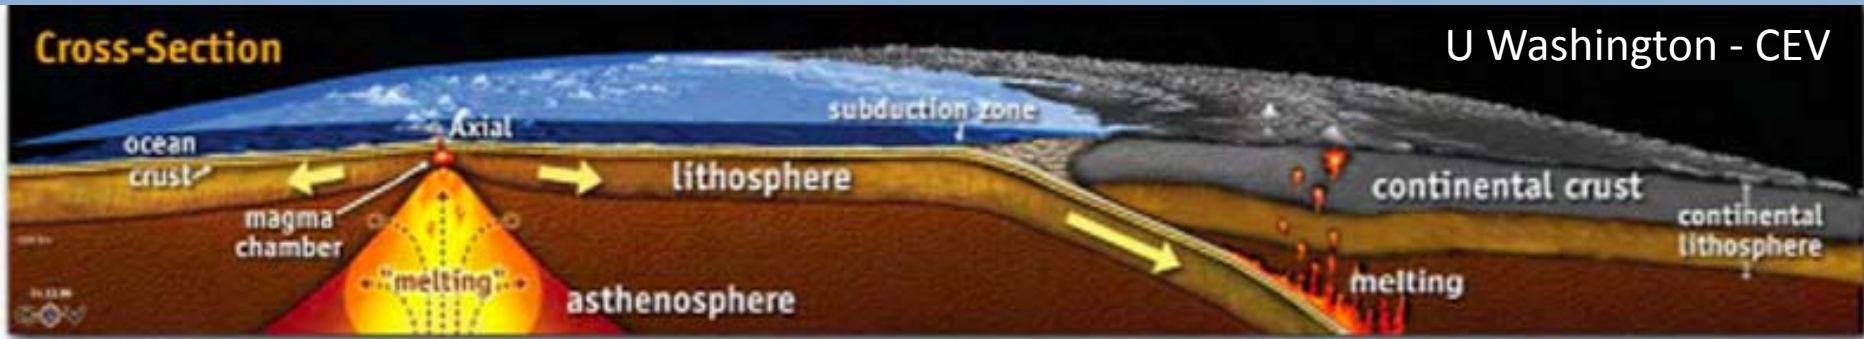 Cross-Section
U Washington - CEV
subduction zone
Axial
ocean
crust
lithosphere
continental crust
magma
chamber
continental
lithosphere
"melting"
melting
asthenosphere